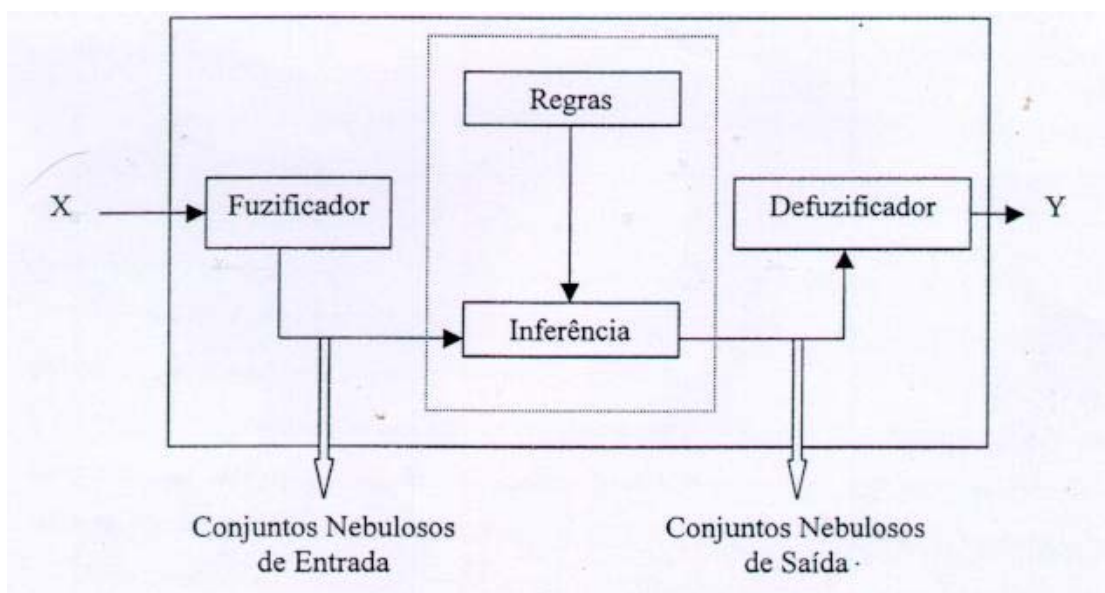 Regras
X
Fuzificador
Defuzificador
Y
Inferência
Conjuntos Nebulosos
de Entrada
Conjuntos Nebulosos
de Saída